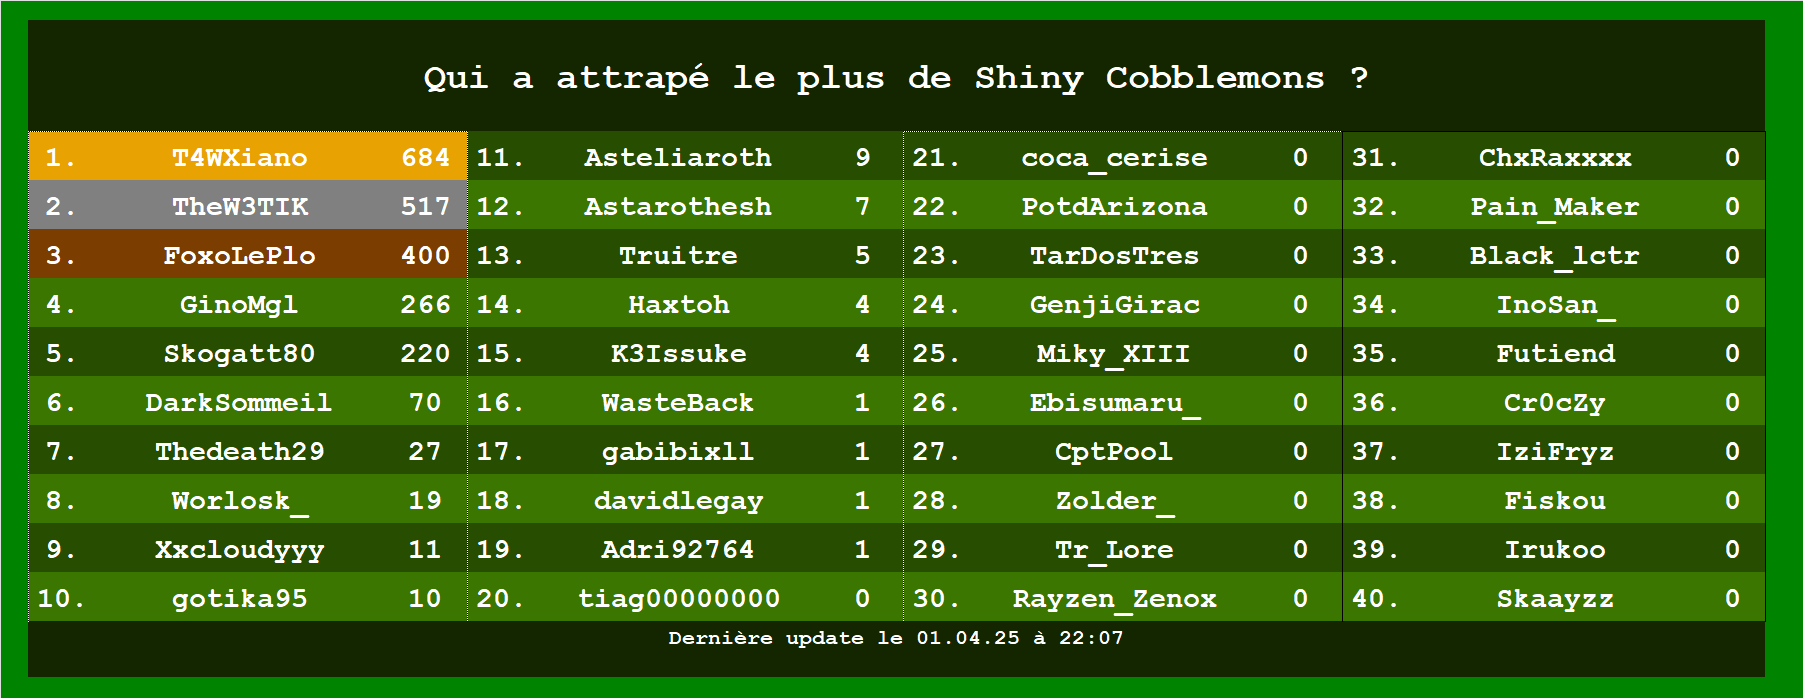 Qui a attrapé le plus de Shiny Cobblemons ?
1. T4WXiano 684
2. TheW3TIK 517
3. FoxoLePlo 400
4. GinoMgl 266
5. Skogatt80 220
6. DarkSommeil 70
7. Thedeath29 27
8. Worlosk_ 19
9. Xxcloudyyy 11
10. gotika95 10
11. Asteliaroth 9
12. Astarothesh 7
13. Truitre 5
14. Haxtoh 4
15. K3Issuke 4
16. WasteBack 1
17. gabibixll 1
18. davidlegay 1
19. Adri92764 1
20. tiag00000000 0
21. coca_cerise 0
22. PotdArizona 0
23. TarDosTres 0
24. GenjiGirac 0
25. Miky_XIII 0
26. Ebisumaru_ 0
27. CptPool 0
28. Zolder_ 0
29. Tr_Lore 0
30. Rayzen_Zenox 0
31. ChxRaxxxx 0
32. Pain_Maker 0
33. Black_lctr 0
34. InoSan_ 0
35. Futiend 0
36. Cr0cZy 0
37. IziFryz 0
38. Fiskou 0
39. Irukoo 0
40. Skaayzz 0
Dernière update le 01.04.25 à 22:07